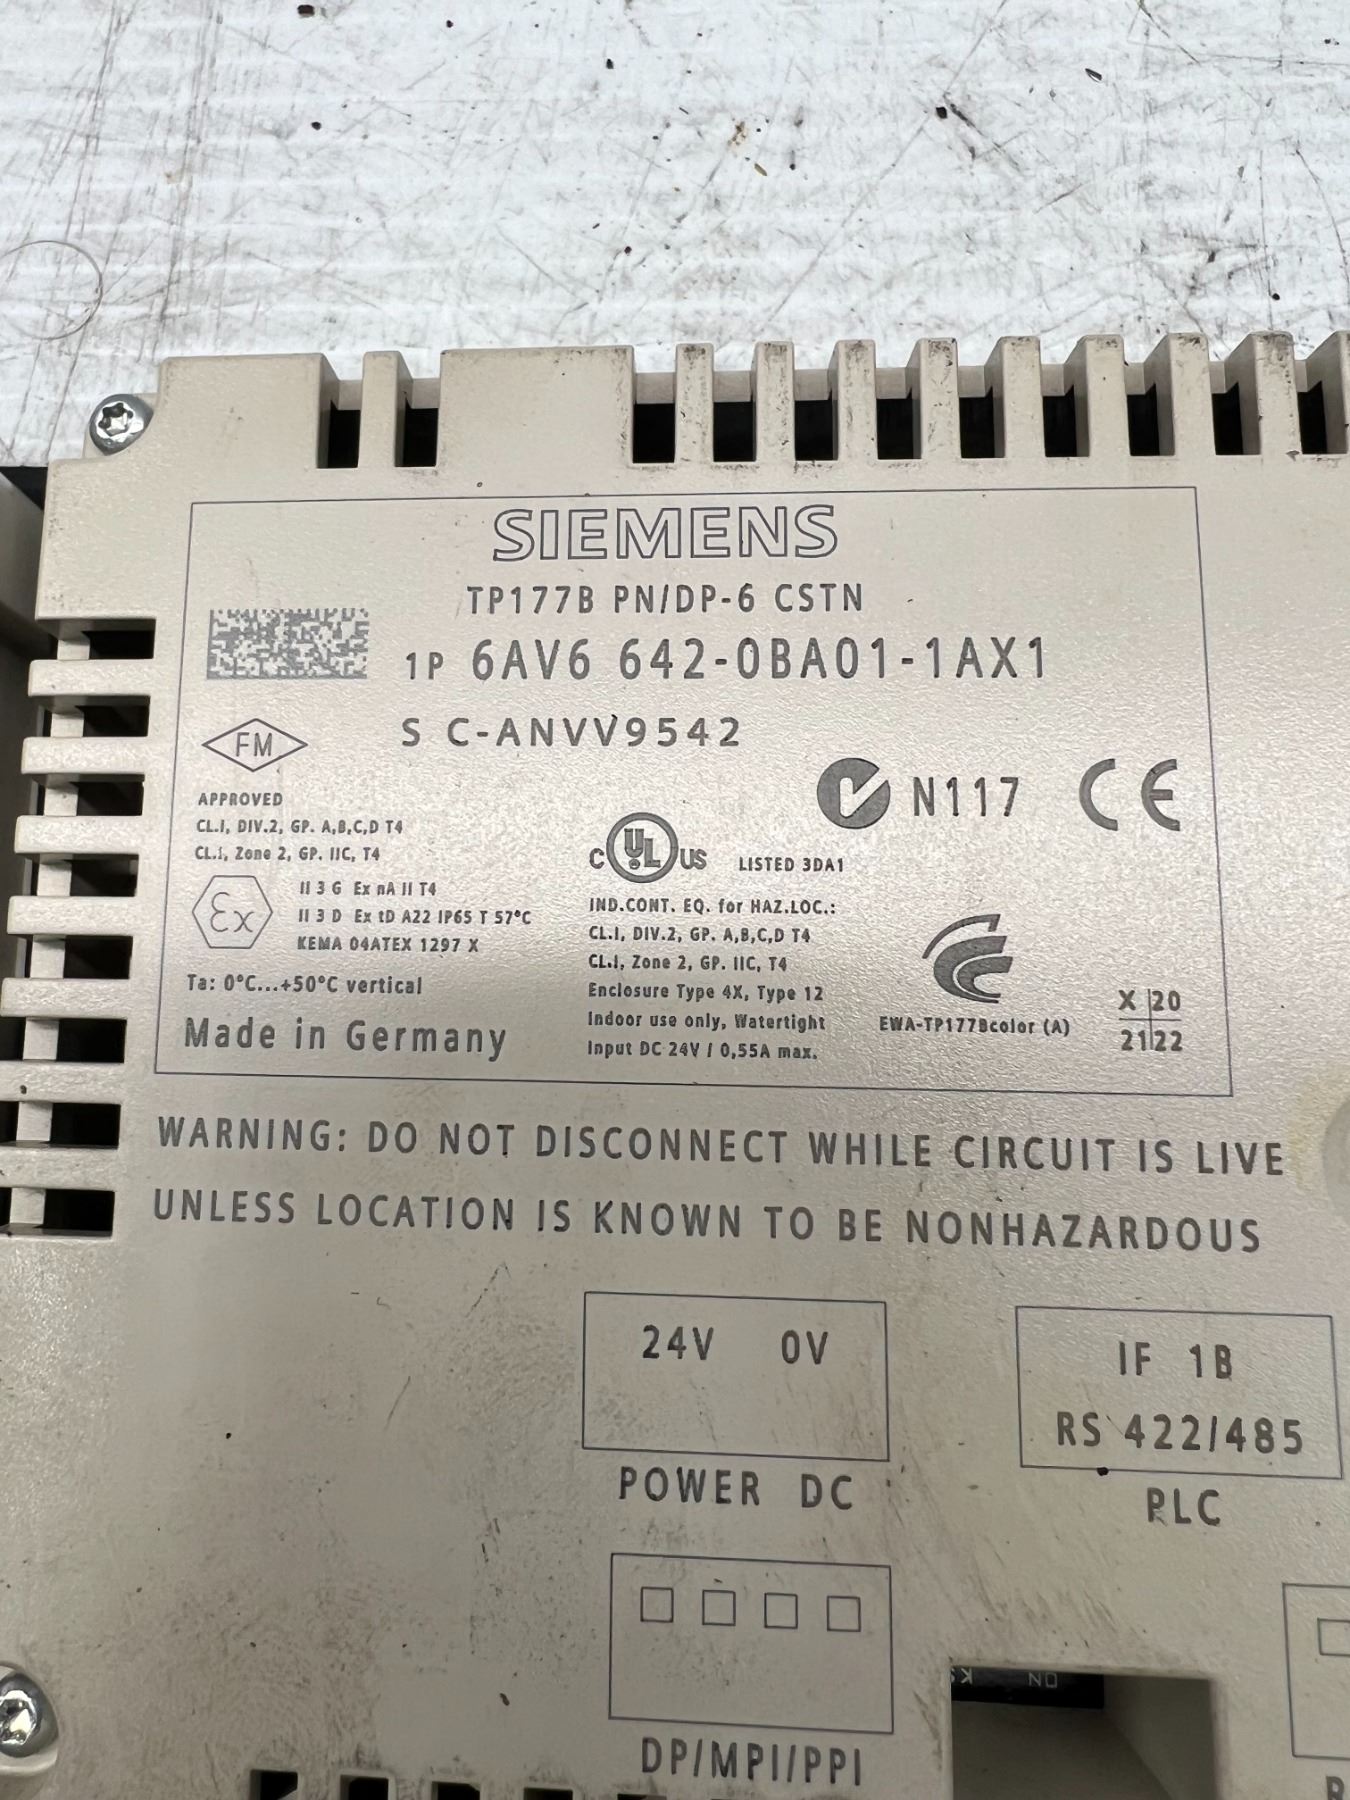 SIEMENS
TP177B PN/DP-6 CSTN
1P 6AV6 642-0BA01-1AX1
S C-ANVV9542
FM
N117 CE
APPROVED
CL.I, DIV.2, GP. A,B,C,D T4
CL.I, Zone 2, GP. IIC, T4
C UL US LISTED 3DA1
Ex
II 3 G Ex nA II T4
II 3 D Ex tD A22 IP65 T 57°C
KEMA 04ATEX 1297 X
IND.CONT. EQ. for HAZ.LOC.:
CL.I, DIV.2, GP. A,B,C,D T4
CL.I, Zone 2, GP. IIC, T4
Enclosure Type 4X, Type 12
Indoor use only, Watertight
Input DC 24V / 0,55A max.
Ta: 0°C...+50°C vertical
Made in Germany
EWA-TP177Bcolor (A)
X 20
21 22
WARNING: DO NOT DISCONNECT WHILE CIRCUIT IS LIVE
UNLESS LOCATION IS KNOWN TO BE NONHAZARDOUS
24V 0V
POWER DC
IF 1B
RS 422/485
PLC
ON
DP/MPI/PPI